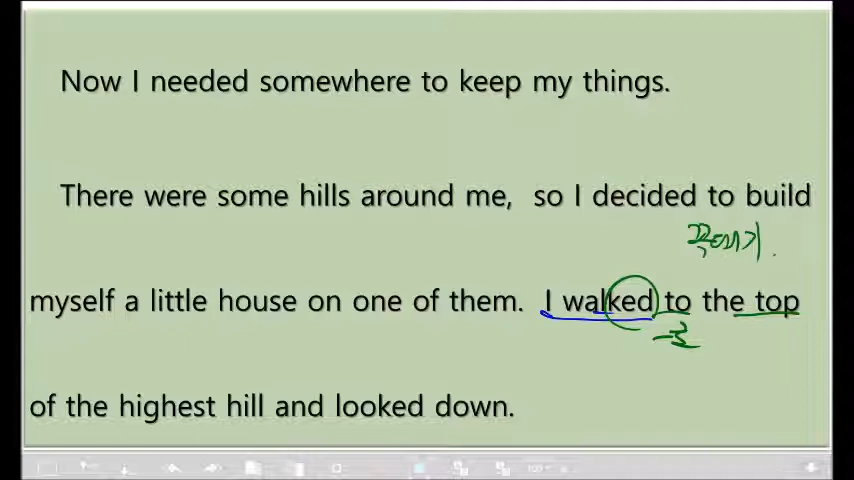 Now I needed somewhere to keep my things.
There were some hills around me, so I decided to build
꼭대기
myself a little house on one of them. I walked to the top
-로
of the highest hill and looked down.